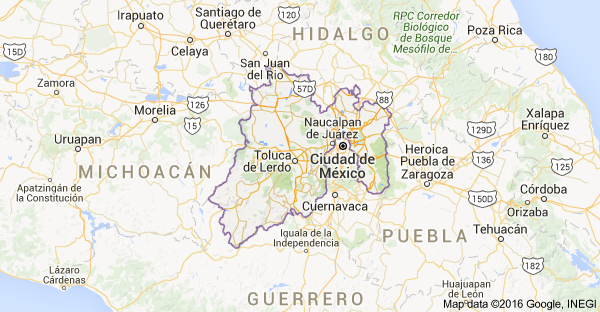 Irapuato
Santiago de
Querétaro
120
HIDALGO
RPC Corredor
Biológico
de Bosque
Mesófilo de...
Poza Rica
Celaya
San Juan
del Río
57D
Zamora
126
Morelia
15
88
Naucalpan
de Juárez
Xalapa
Enríquez
129D
Uruapan
Toluca
de Lerdo
Ciudad de
México
Heroica
Puebla de
Zaragoza
136
125
MICHOACÁN
Apatzingán de
la Constitución
Cuernavaca
150D
Córdoba
Orizaba
Iguala de la
Independencia
PUEBLA
Tehuacán
182
Lázaro
Cárdenas
GUERRERO
Huajuapan
de León
Map data ©2016 Google, INEGI